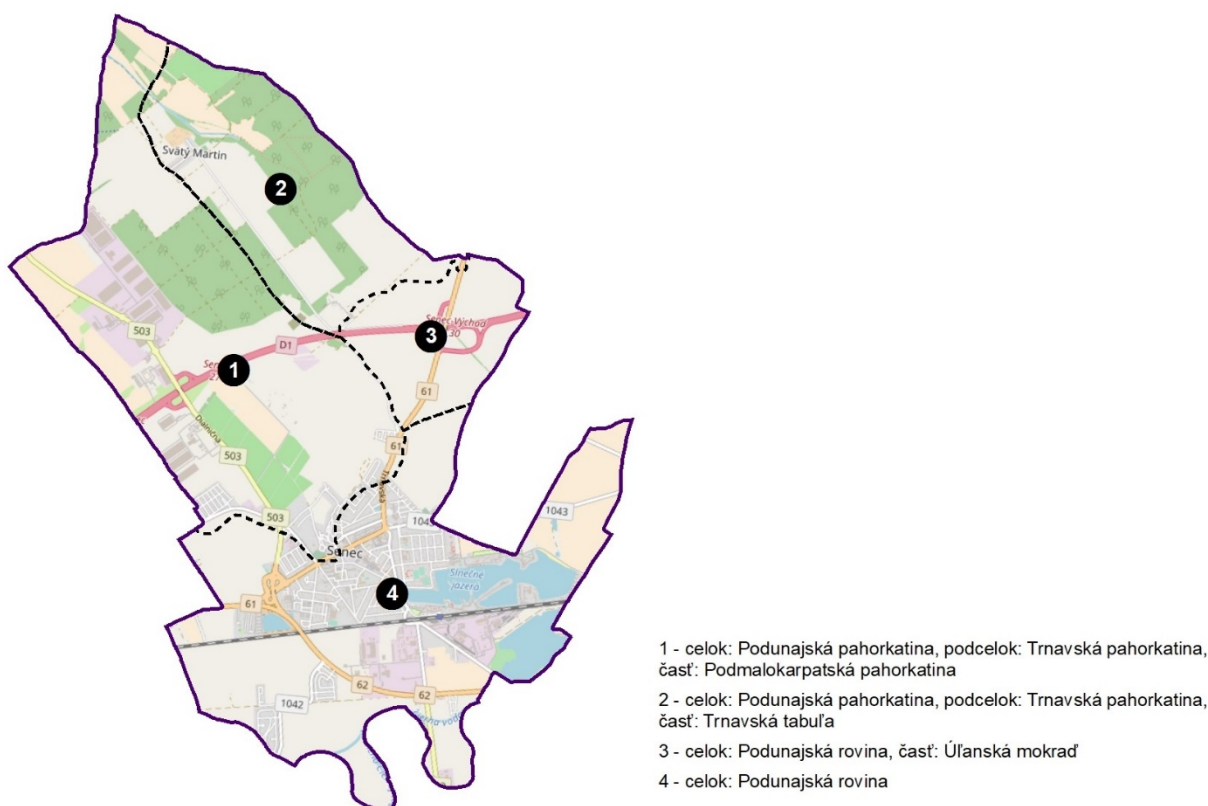 Svätý Martin
2
503
Senec-Východ
30
3
D1
1
61
Diaľničná
503
61
Trnavská
503
1043
Senec
Slnečné
jazerá
4
61
62
62
1042
1 - celok: Podunajská pahorkatina, podcelok: Trnavská pahorkatina,
časť: Podmalokarpatská pahorkatina
2 - celok: Podunajská pahorkatina, podcelok: Trnavská pahorkatina,
časť: Trnavská tabuľa
3 - celok: Podunajská rovina, časť: Úľanská mokraď
4 - celok: Podunajská rovina